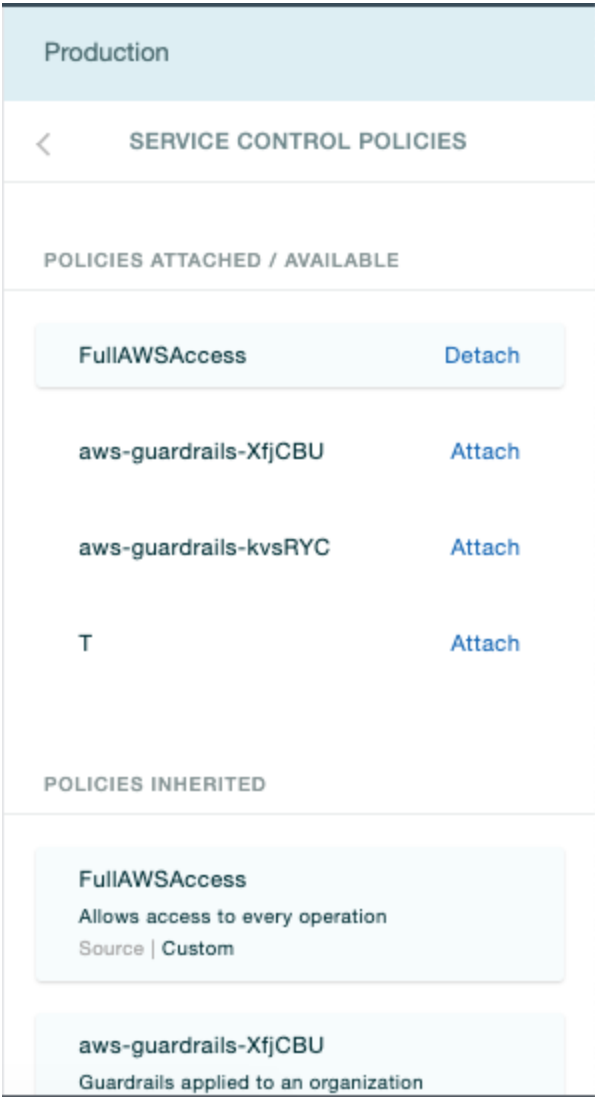 Production
SERVICE CONTROL POLICIES
POLICIES ATTACHED / AVAILABLE
FullAWSAccess Detach
aws-guardrails-XfjCBU Attach
aws-guardrails-kvsRYC Attach
T Attach
POLICIES INHERITED
FullAWSAccess
Allows access to every operation
Source | Custom
aws-guardrails-XfjCBU
Guardrails applied to an organization